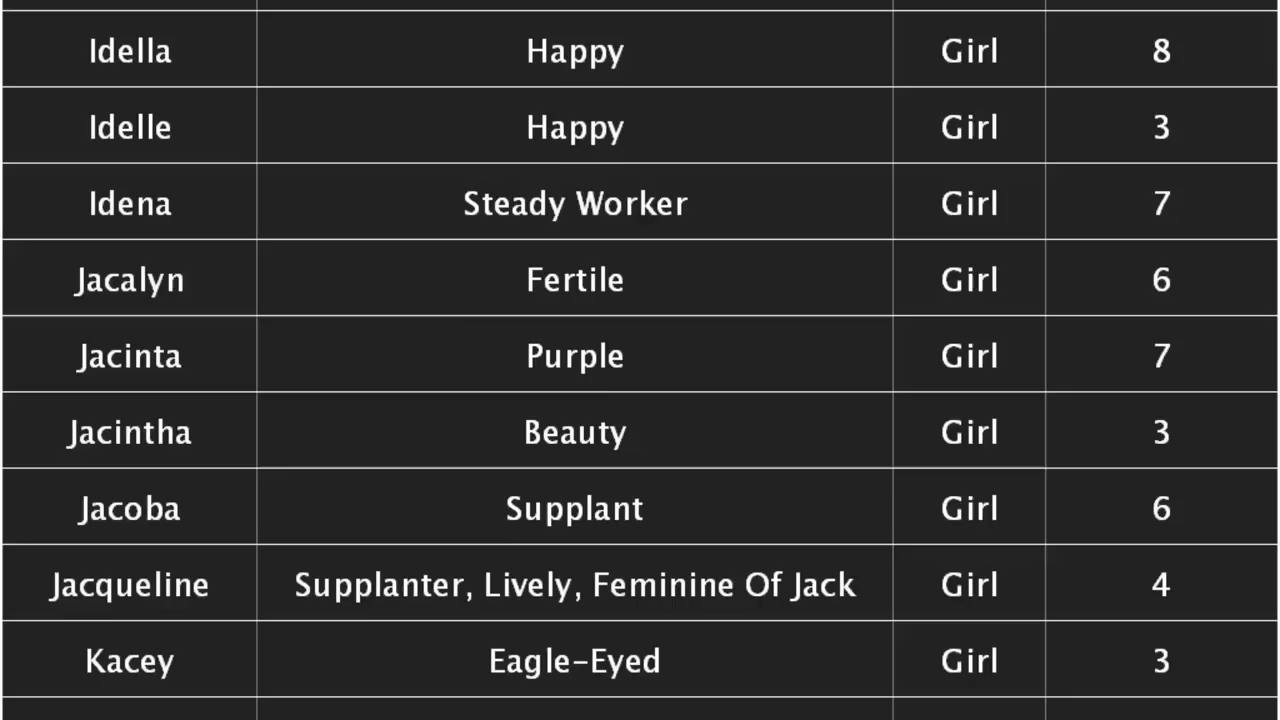 Idella Happy Girl 8
Idelle Happy Girl 3
Idena Steady Worker Girl 7
Jacalyn Fertile Girl 6
Jacinta Purple Girl 7
Jacintha Beauty Girl 3
Jacoba Supplant Girl 6
Jacqueline Supplanter, Lively, Feminine Of Jack Girl 4
Kacey Eagle-Eyed Girl 3